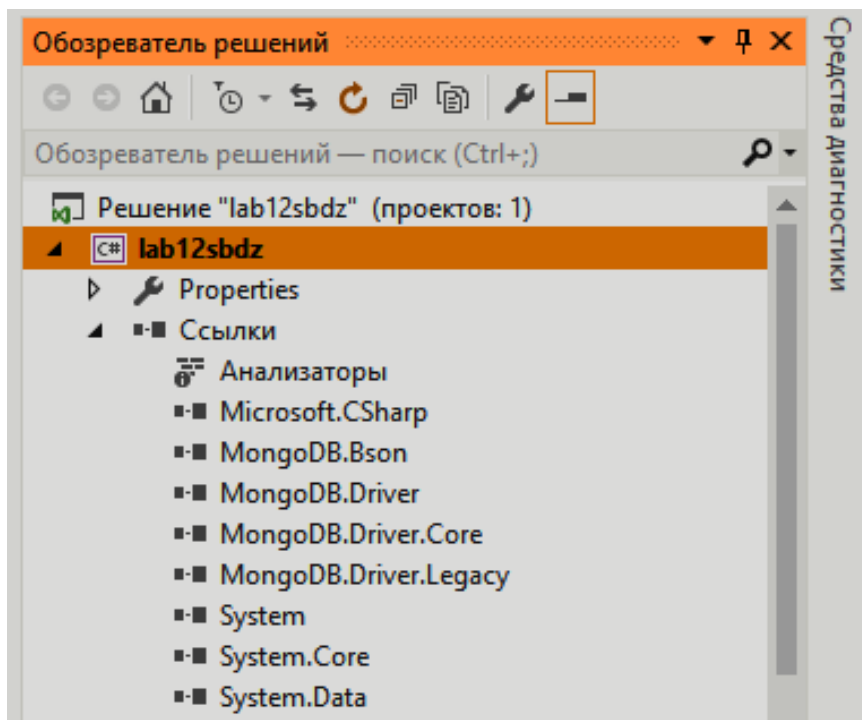 Обозреватель решений
Обозреватель решений — поиск (Ctrl+;)
Решение "lab12sbdz" (проектов: 1)
C# lab12sbdz
Properties
Ссылки
Анализаторы
Microsoft.CSharp
MongoDB.Bson
MongoDB.Driver
MongoDB.Driver.Core
MongoDB.Driver.Legacy
System
System.Core
System.Data
Средства диагностики